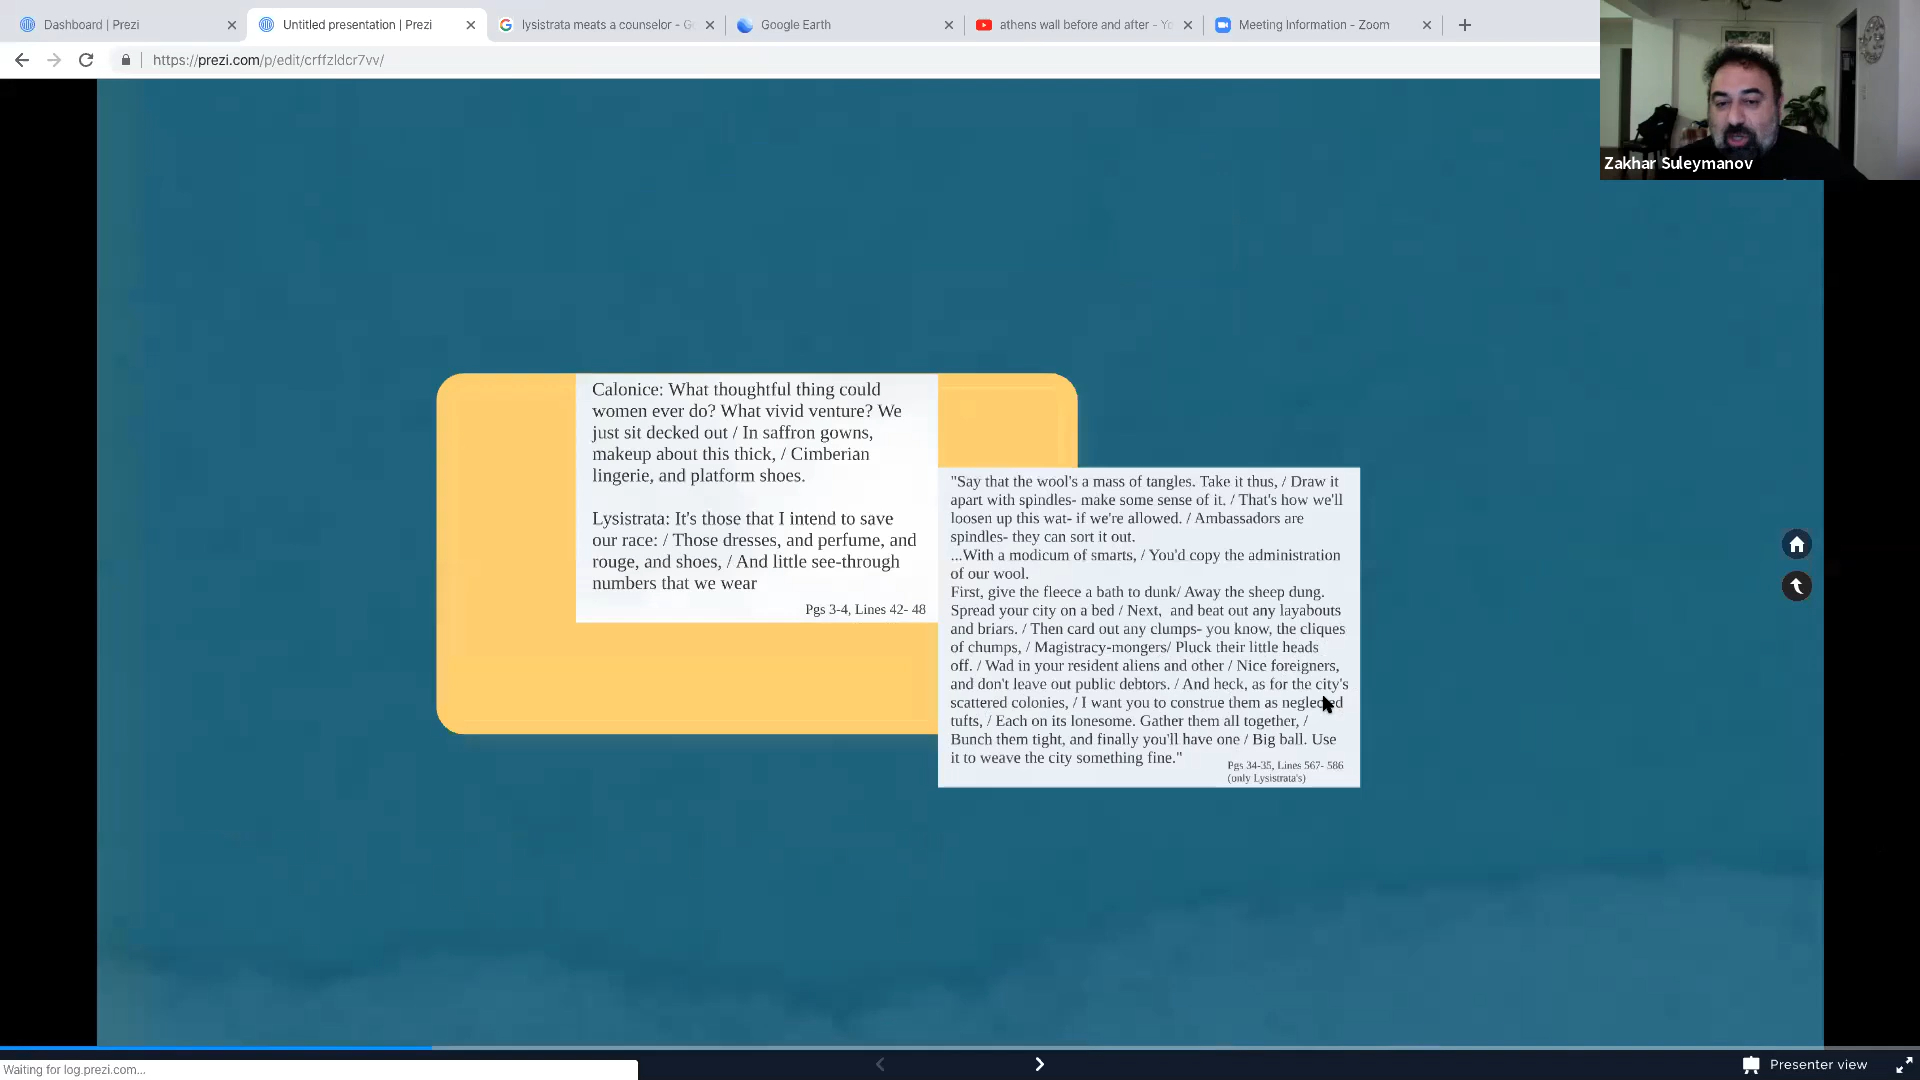 Dashboard | Prezi
Untitled presentation | Prezi
lysistrata meats a counselor - G
Google Earth
athens wall before and after - Yo
Meeting Information - Zoom
https://prezi.com/p/edit/crffzldcr7vv/
Zakhar Suleymanov
Calonice: What thoughtful thing could
women ever do? What vivid venture? We
just sit decked out / In saffron gowns,
makeup about this thick, / Cimberian
lingerie, and platform shoes.
Lysistrata: It's those that I intend to save
our race: / Those dresses, and perfume, and
rouge, and shoes, / And little see-through
numbers that we wear
Pgs 3-4, Lines 42- 48
"Say that the wool's a mass of tangles. Take it thus, / Draw it
apart with spindles- make some sense of it. / That's how we'll
loosen up this wat- if we're allowed. / Ambassadors are
spindles- they can sort it out.
...With a modicum of smarts, / You'd copy the administration
of our wool.
First, give the fleece a bath to dunk/ Away the sheep dung.
Spread your city on a bed / Next, and beat out any layabouts
and briars. / Then card out any clumps- you know, the cliques
of chumps, / Magistracy-mongers/ Pluck their little heads
off. / Wad in your resident aliens and other / Nice foreigners,
and don't leave out public debtors. / And heck, as for the city's
scattered colonies, / I want you to construe them as neglected
tufts, / Each on its lonesome. Gather them all together, /
Bunch them tight, and finally you'll have one / Big ball. Use
it to weave the city something fine."
Pgs 34-35, Lines 567- 586
(only Lysistrata's)
Waiting for log.prezi.com...
Presenter view